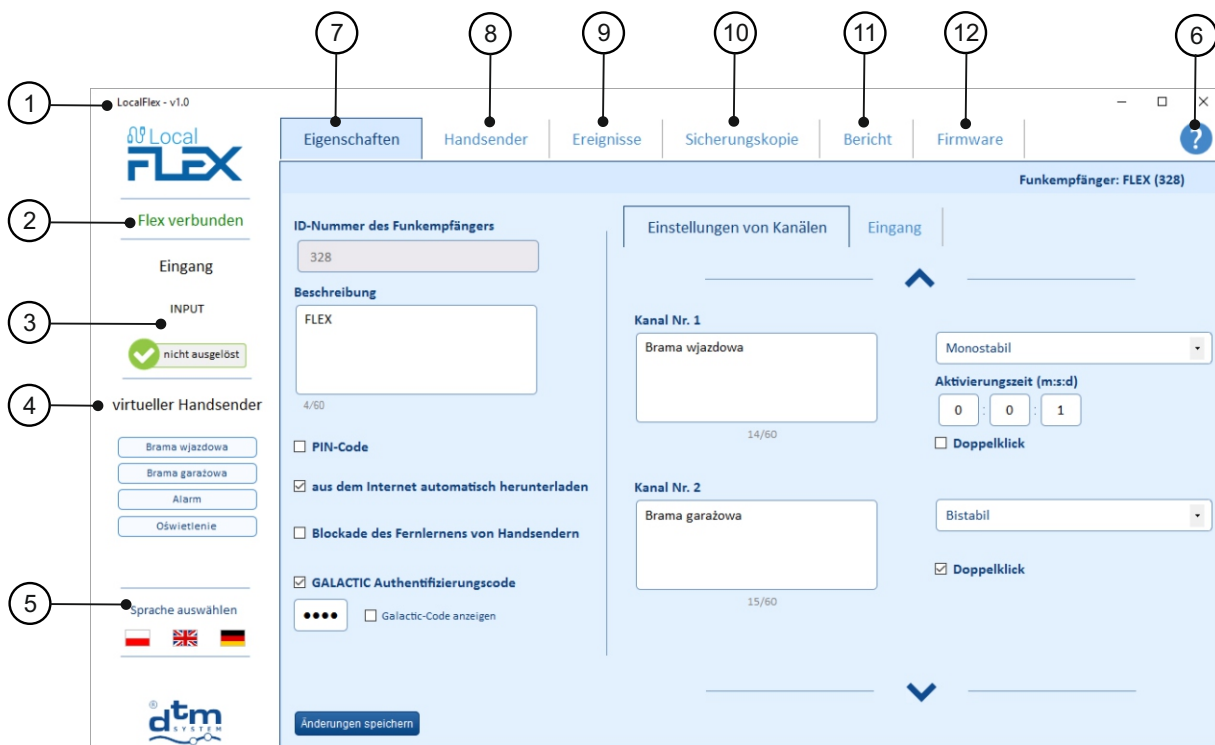 7 8 9 10 11 12 6
1
LocalFlex - v1.0
Local
FLEX
Eigenschaften Handsender Ereignisse Sicherungskopie Bericht Firmware ?
Funkempfänger: FLEX (328)
2
Flex verbunden
Eingang
3
INPUT
nicht ausgelöst
4
virtueller Handsender
Brama wjazdowa
Brama garażowa
Alarm
Oświetlenie
5
Sprache auswählen
® dtm
SYSTEM
ID-Nummer des Funkempfängers
328
Beschreibung
FLEX
4/60
PIN-Code
aus dem Internet automatisch herunterladen
Blockade des Fernlernens von Handsendern
GALACTIC Authentifizierungscode
•••• Galactic-Code anzeigen
Änderungen speichern
Einstellungen von Kanälen Eingang
Kanal Nr. 1
Brama wjazdowa
14/60
Monostabil
Aktivierungszeit (m:s:d)
0 : 0 : 1
Doppelklick
Kanal Nr. 2
Brama garażowa
15/60
Bistabil
Doppelklick